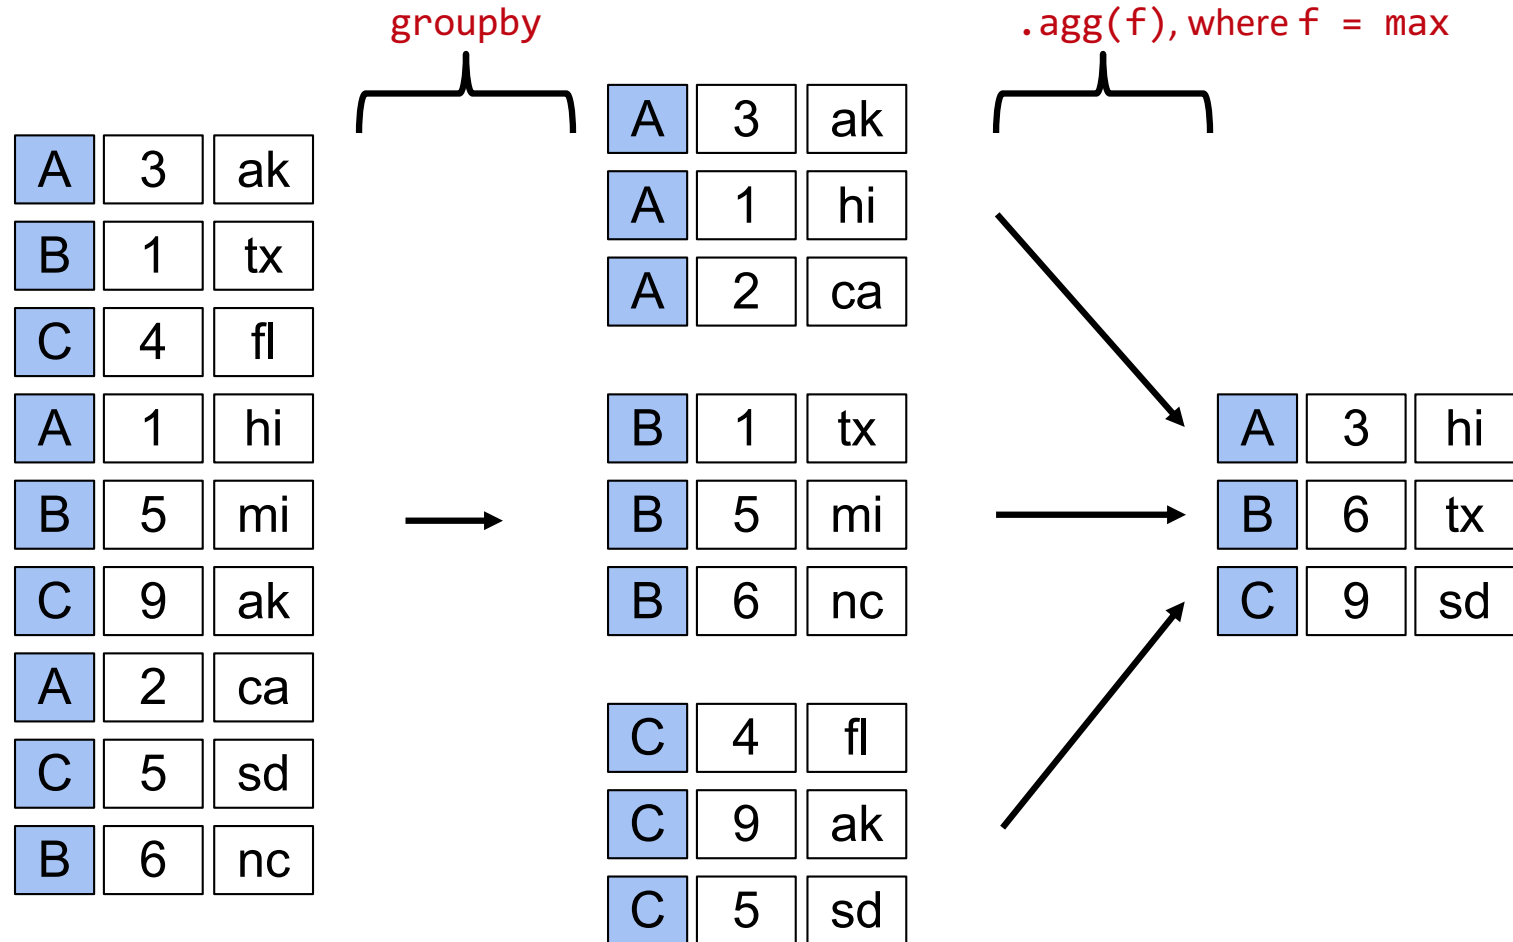 groupby
.agg(f), where f = max
A 3 ak
B 1 tx
C 4 fl
A 1 hi
B 5 mi
C 9 ak
A 2 ca
C 5 sd
B 6 nc
A 3 ak
A 1 hi
A 2 ca
B 1 tx
B 5 mi
B 6 nc
C 4 fl
C 9 ak
C 5 sd
A 3 hi
B 6 tx
C 9 sd